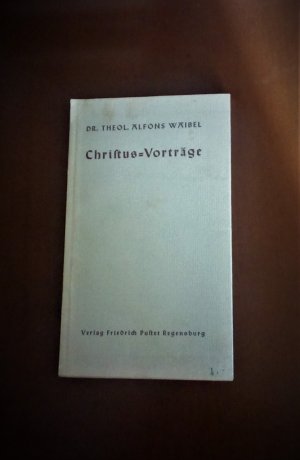 DR. THEOL. ALFONS WAIBEL
Chriſtus=Vorträge
Verlag Friedrich Puſtet Regensburg